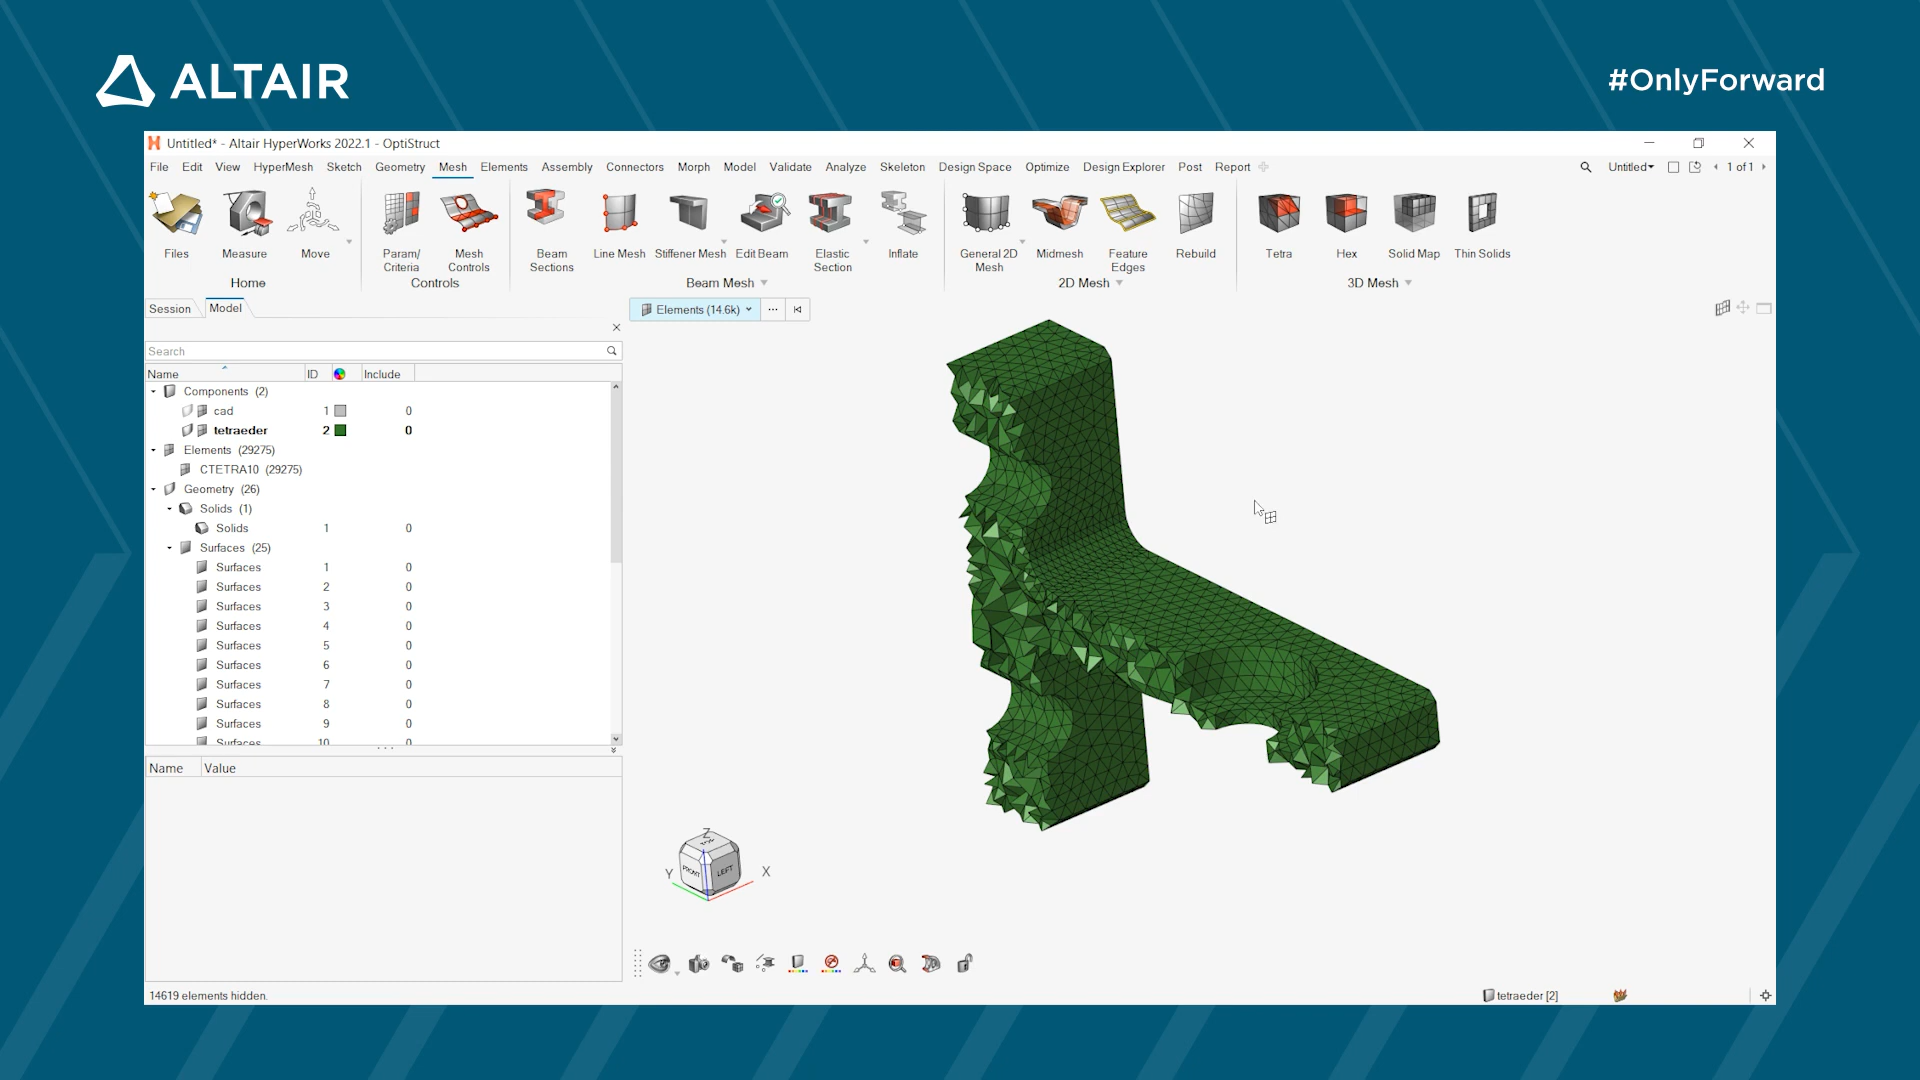 ALTAIR
#OnlyForward
Untitled* - Altair HyperWorks 2022.1 - OptiStruct
File Edit View HyperMesh Sketch Geometry Mesh Elements Assembly Connectors Morph Model Validate Analyze Skeleton Design Space Optimize Design Explorer Post Report Untitled 1 of 1
Files Measure Move Param/ Criteria Mesh Controls Beam Sections Line Mesh Stiffener Mesh Edit Beam Elastic Section Inflate General 2D Mesh Midmesh Feature Edges Rebuild Tetra Hex Solid Map Thin Solids
Home Controls Beam Mesh 2D Mesh 3D Mesh
Session Model
Elements (14.6k)
Search
Name ID Include
Components (2)
cad 1 0
tetraeder 2 0
Elements (29275)
CTETRA10 (29275)
Geometry (26)
Solids (1)
Solids 1 0
Surfaces (25)
Surfaces 1 0
Surfaces 2 0
Surfaces 3 0
Surfaces 4 0
Surfaces 5 0
Surfaces 6 0
Surfaces 7 0
Surfaces 8 0
Surfaces 9 0
Surfaces 10 0
Name Value
Z
TOP
FRONT LEFT
Y X
14619 elements hidden.
tetraeder [2]